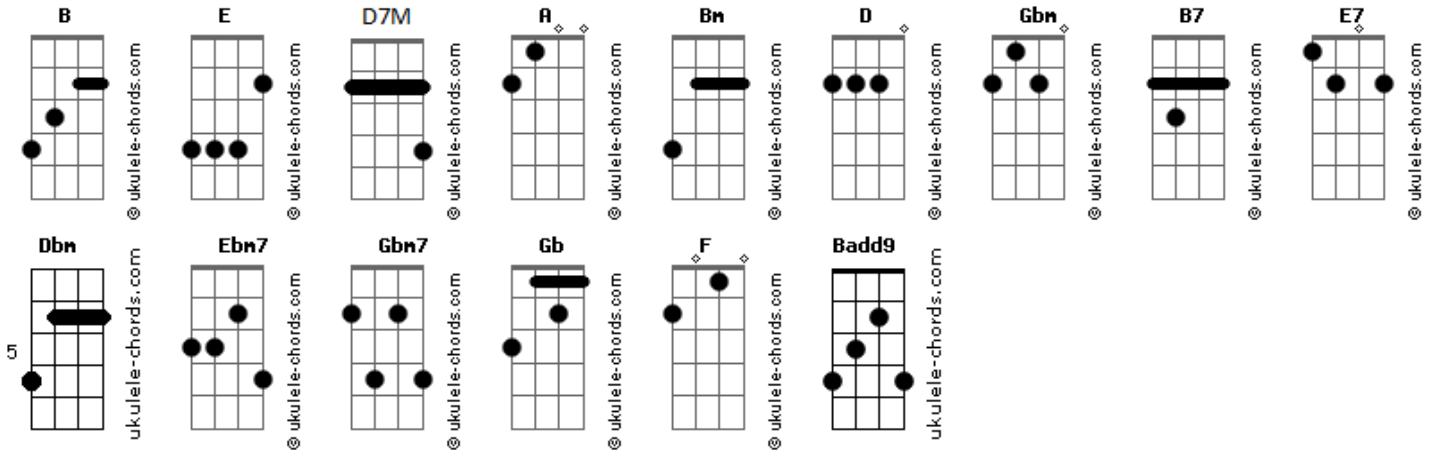 B E D7M A Bm D Gbm B7 E7
© ukulele-chords.com © ukulele-chords.com © ukulele-chords.com © ukulele-chords.com © ukulele-chords.com © ukulele-chords.com © ukulele-chords.com © ukulele-chords.com © ukulele-chords.com
Dbm Ebm7 Gbm7 Gb F Badd9
5
ukulele-chords.com © ukulele-chords.com © ukulele-chords.com © ukulele-chords.com © ukulele-chords.com ukulele-chords.com